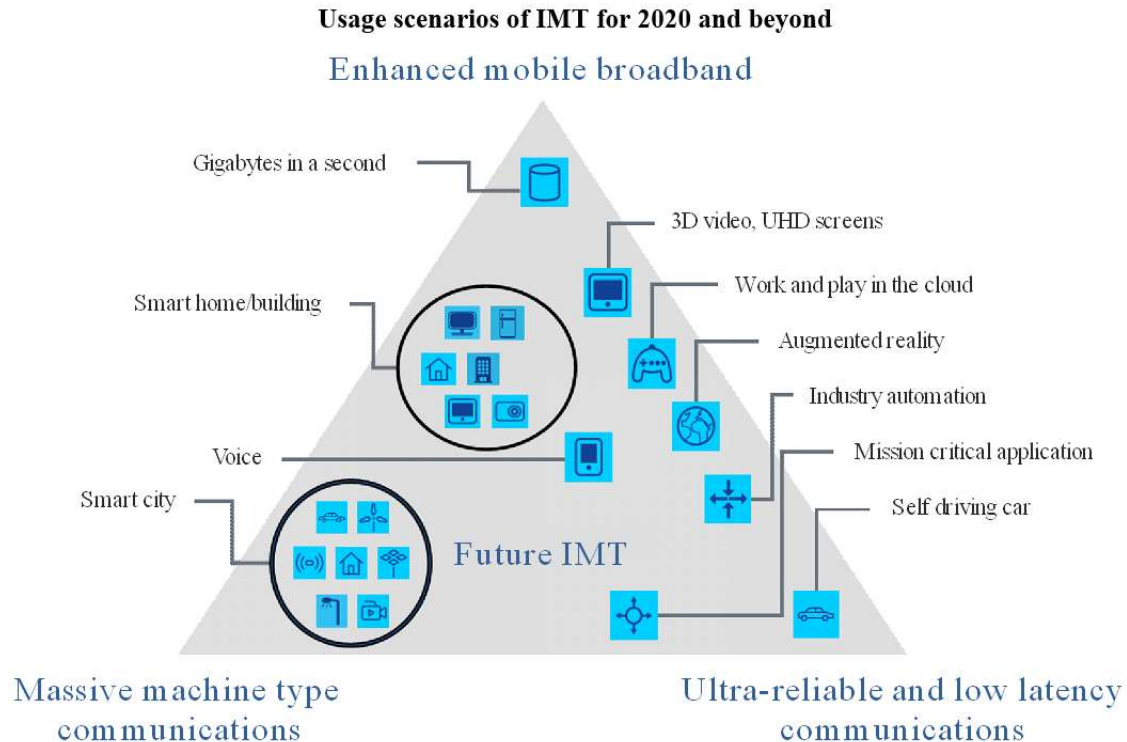 Usage scenarios of IMT for 2020 and beyond
Enhanced mobile broadband
Gigabytes in a second
3D video, UHD screens
Work and play in the cloud
Smart home/building
Augmented reality
Industry automation
Mission critical application
Voice
Smart city
Self driving car
Future IMT
Massive machine type
communications
Ultra-reliable and low latency
communications